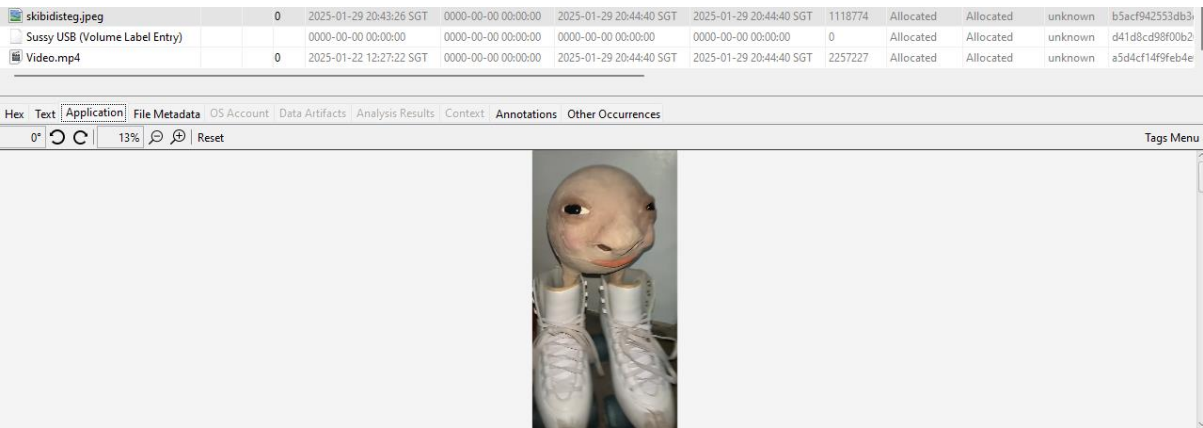 skibidisteg.jpeg 0 2025-01-29 20:43:26 SGT 0000-00-00 00:00:00 2025-01-29 20:44:40 SGT 2025-01-29 20:44:40 SGT 1118774 Allocated Allocated unknown b5acf942553db3
Sussy USB (Volume Label Entry) 0000-00-00 00:00:00 0000-00-00 00:00:00 0000-00-00 00:00:00 0000-00-00 00:00:00 0 Allocated Allocated unknown d41d8cd98f00b2
Video.mp4 0 2025-01-22 12:27:22 SGT 0000-00-00 00:00:00 2025-01-29 20:44:40 SGT 2025-01-29 20:44:40 SGT 2257227 Allocated Allocated unknown a5d4cf14f9feb4e
Hex Text Application File Metadata OS Account Data Artifacts Analysis Results Context Annotations Other Occurrences
0° 13% Reset Tags Menu